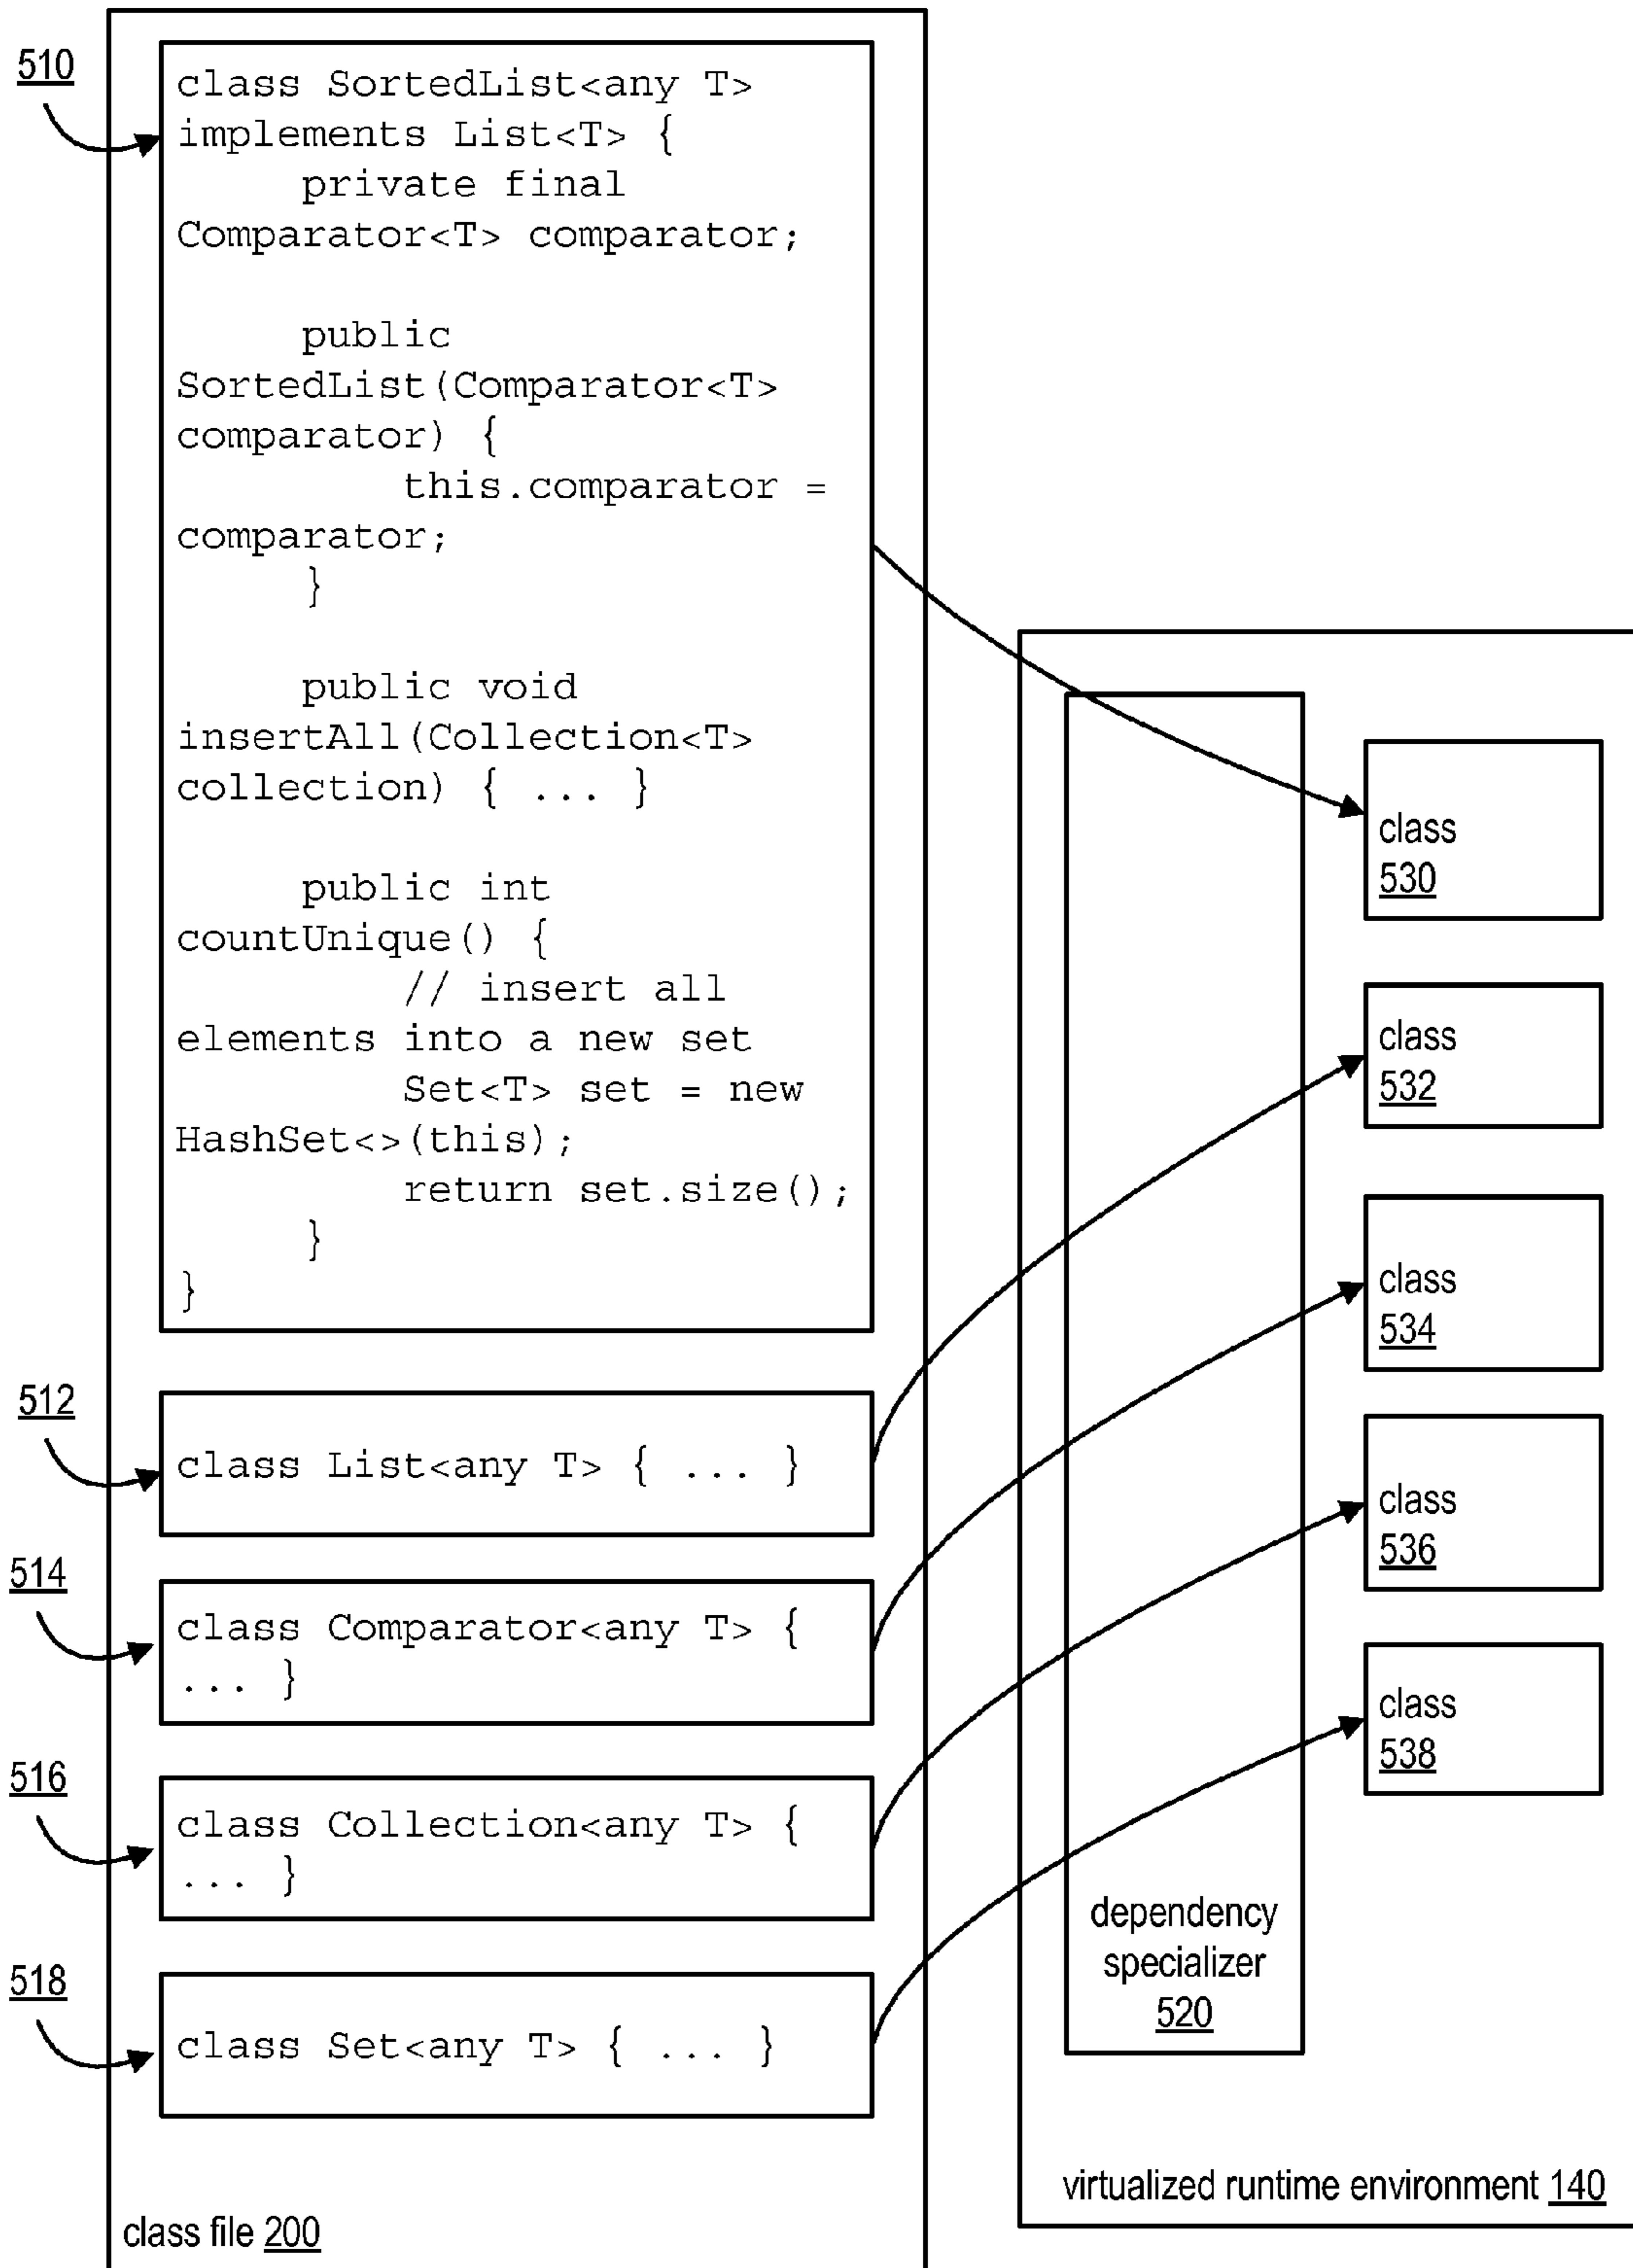 510
class SortedList<any T>
implements List<T> {
private final
Comparator<T> comparator;
public
SortedList(Comparator<T>
comparator) {
this.comparator =
comparator;
}
public void
insertAll(Collection<T>
collection) { ... }
public int
countUnique() {
// insert all
elements into a new set
Set<T> set = new
HashSet<>(this);
return set.size();
}
}
512
class List<any T> { ... }
514
class Comparator<any T> {
... }
516
class Collection<any T> {
... }
518
class Set<any T> { ... }
class file 200
dependency
specializer
520
class
530
class
532
class
534
class
536
class
538
virtualized runtime environment 140